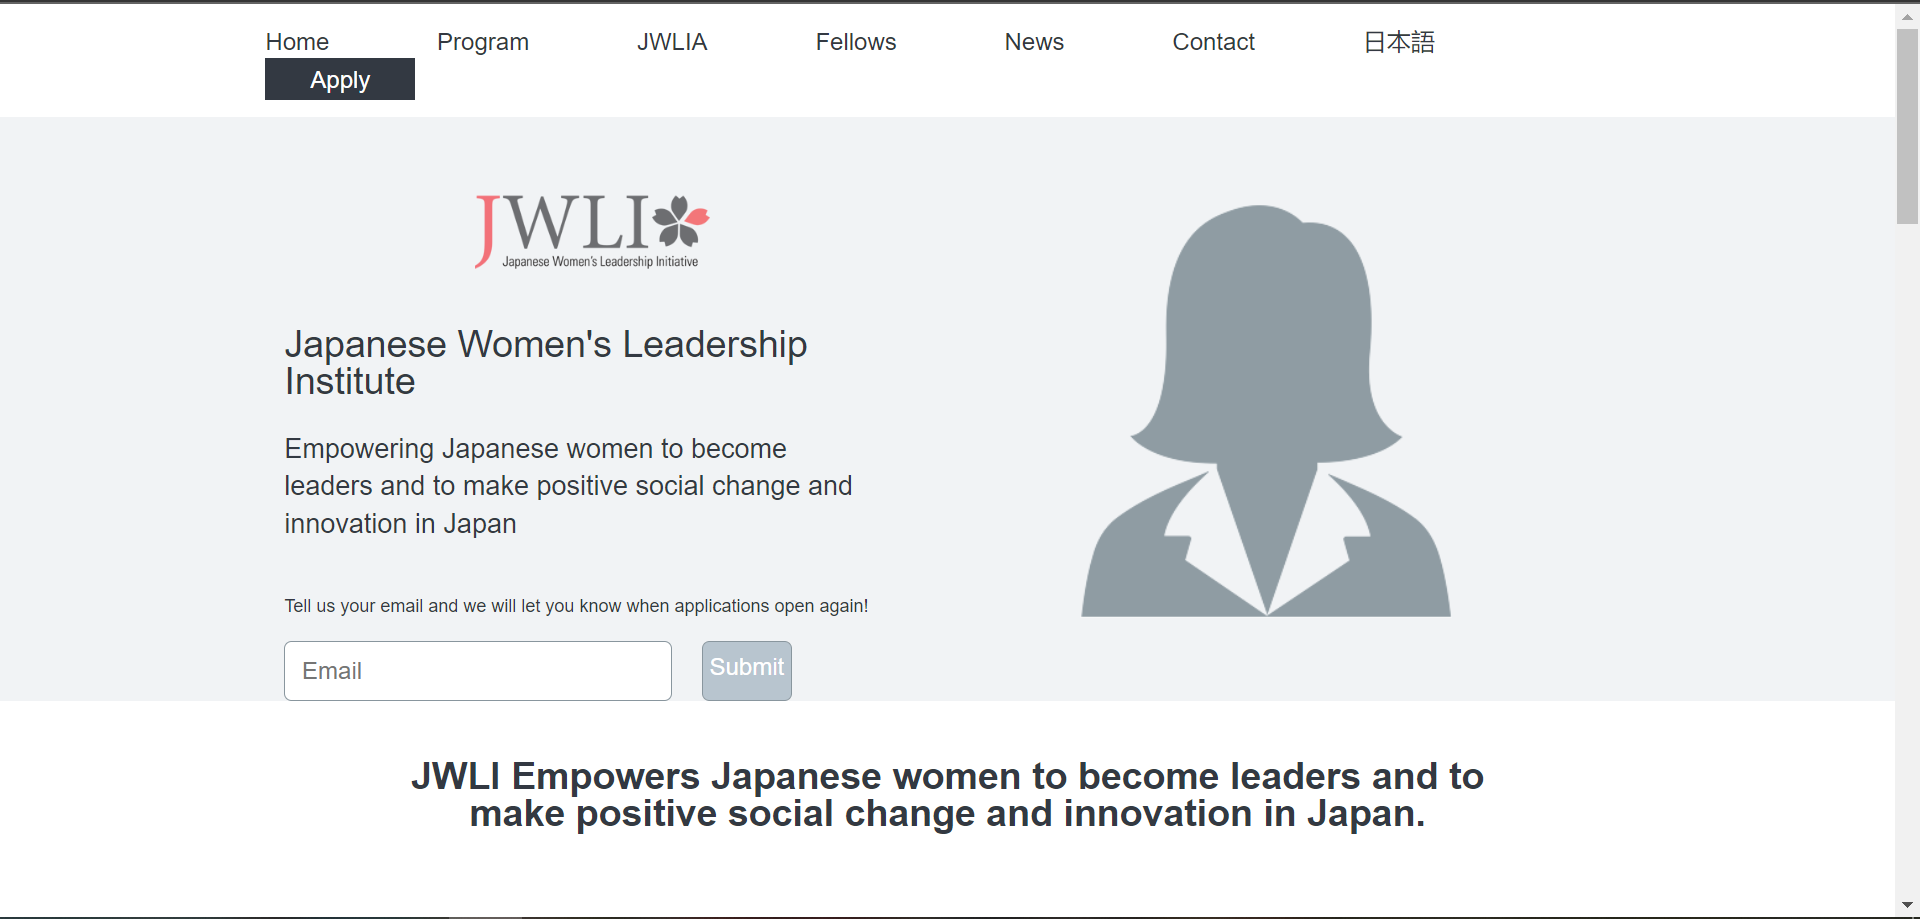 Home Program JWLIA Fellows News Contact 日本語
Apply
JWLI
Japanese Women's Leadership Initiative
Japanese Women's Leadership
Institute
Empowering Japanese women to become
leaders and to make positive social change and
innovation in Japan
Tell us your email and we will let you know when applications open again!
Email Submit
JWLI Empowers Japanese women to become leaders and to
make positive social change and innovation in Japan.